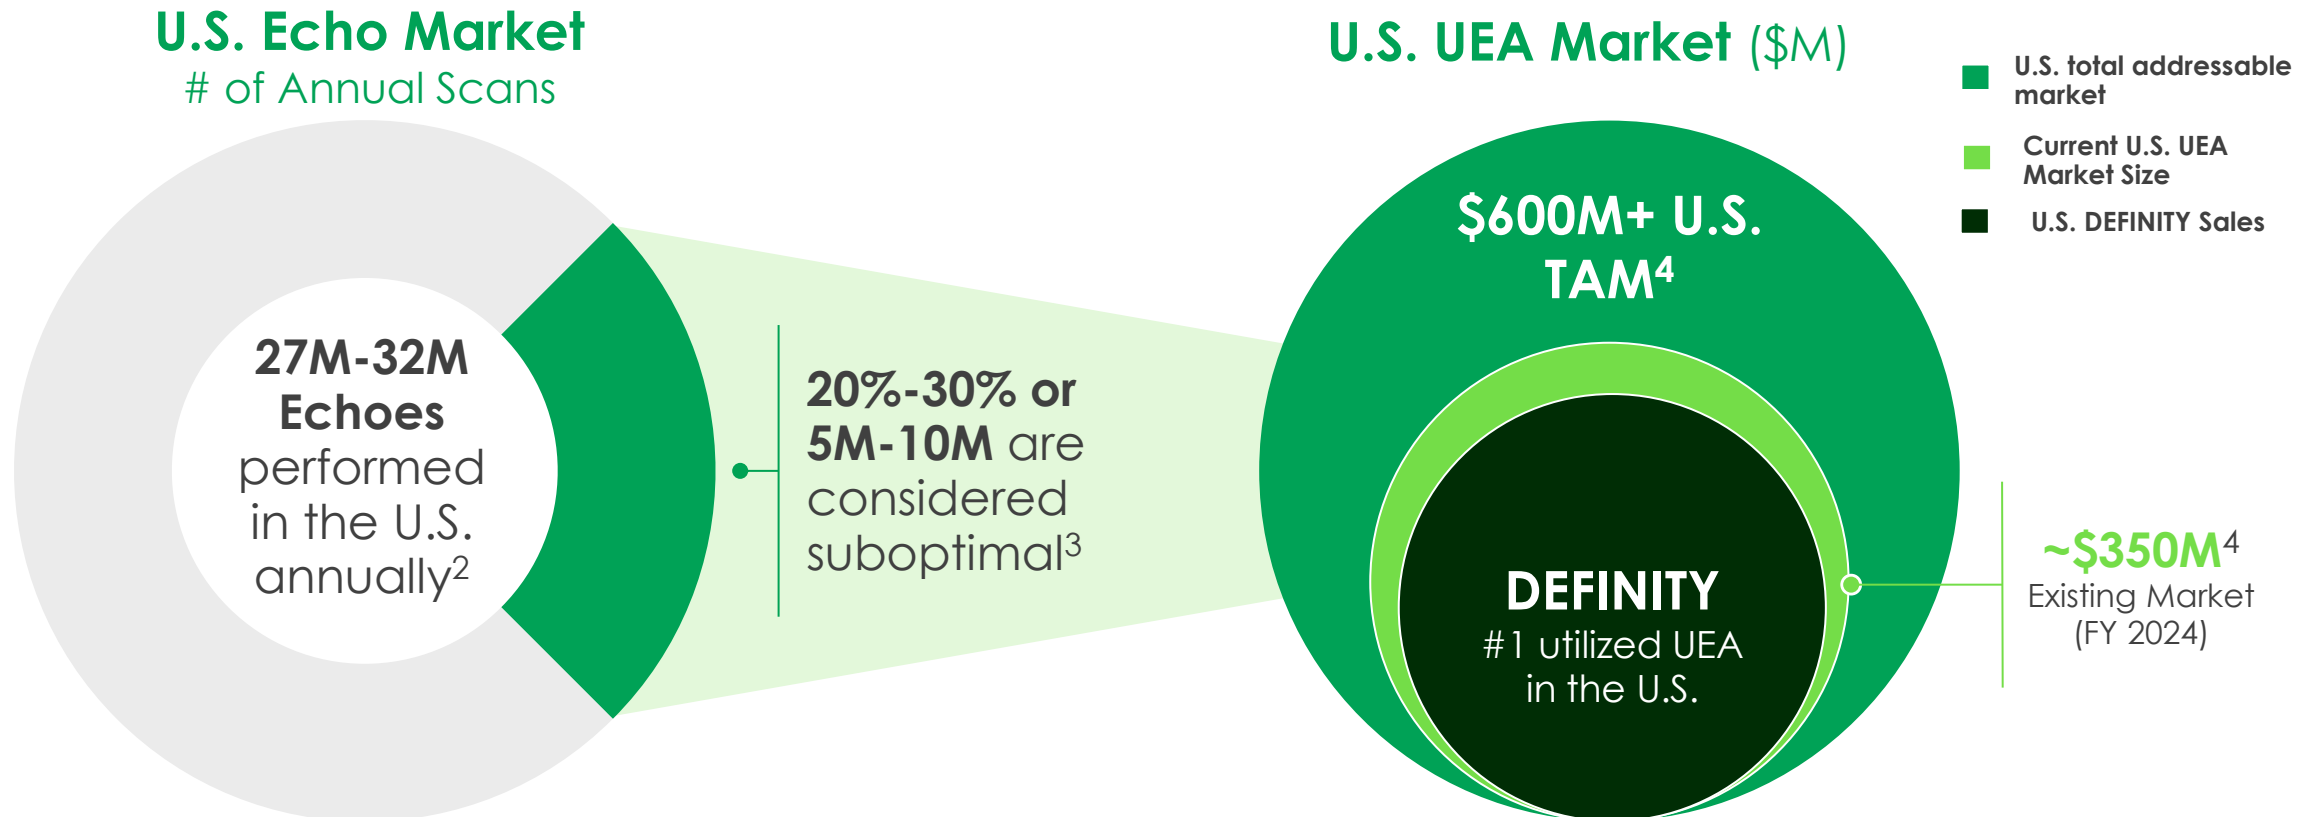 U.S. Echo Market
# of Annual Scans
27M-32M
Echoes
performed
in the U.S.
annually²
20%-30% or
5M-10M are
considered
suboptimal³
U.S. UEA Market ($M)
U.S. total addressable
market
Current U.S. UEA
Market Size
U.S. DEFINITY Sales
$600M+ U.S.
TAM⁴
DEFINITY
#1 utilized UEA
in the U.S.
~$350M⁴
Existing Market
(FY 2024)